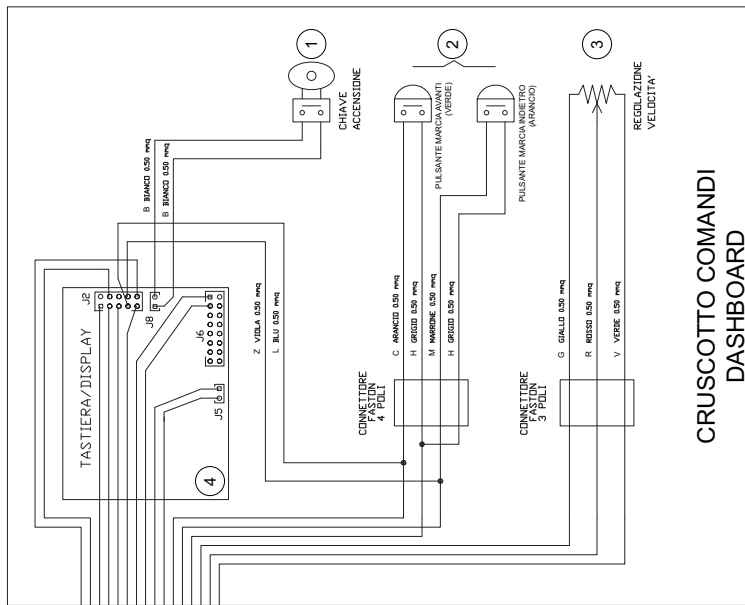 1
CHIAVE
ACCENSIONE
2
PULSANTE MARCIA AVANTI
(VERDE)
PULSANTE MARCIA INDIETRO
(ARANCIO)
3
REGOLAZIONE
VELOCITA'
B BIANCO 0.50 mmq
B BIANCO 0.50 mmq
Z VIOLA 0.50 mmq
L BLU 0.50 mmq
C ARANCIO 0.50 mmq
H GRIGIO 0.50 mmq
M MARRONE 0.50 mmq
H GRIGIO 0.50 mmq
G GIALLO 0.50 mmq
R ROSSO 0.50 mmq
V VERDE 0.50 mmq
TASTIERA/DISPLAY
J2
J8
J6
J5
4
CONNETTORE
FASTON
4 POLI
CONNETTORE
FASTON
3 POLI
CRUSCOTTO COMANDI
DASHBOARD